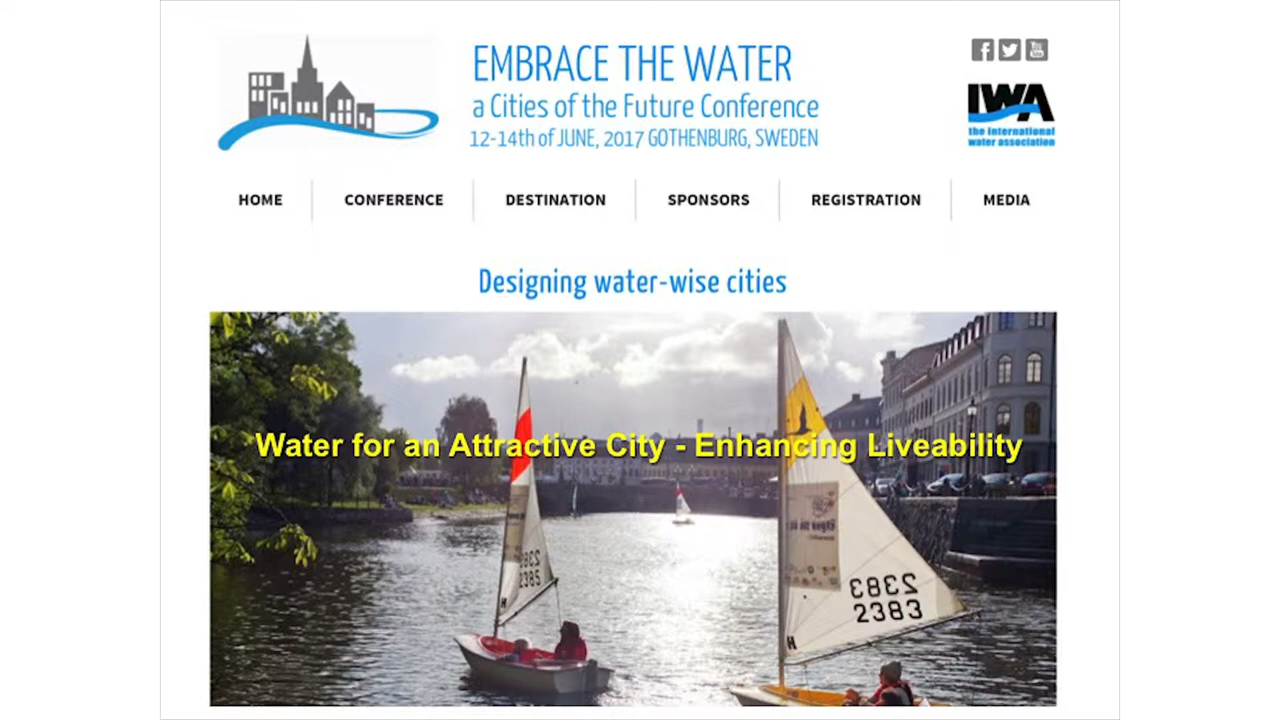 EMBRACE THE WATER
a Cities of the Future Conference
12-14th of JUNE, 2017 GOTHENBURG, SWEDEN
IWA
the international
water association
HOME
CONFERENCE
DESTINATION
SPONSORS
REGISTRATION
MEDIA
Designing water-wise cities
Water for an Attractive City - Enhancing Liveability
2385
2383
H